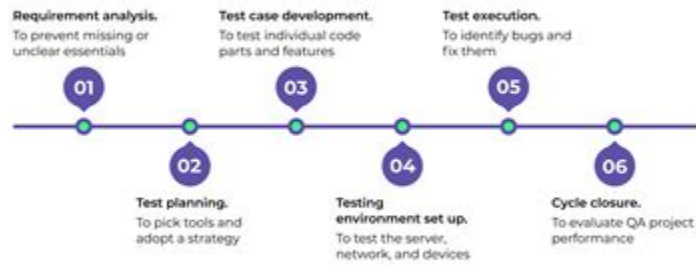 Requirement analysis.
To prevent missing or
unclear essentials
01
Test planning.
To pick tools and
adopt a strategy
02
Test case development.
To test individual code
parts and features
03
Testing
environment set up.
To test the server,
network, and devices
04
Test execution.
To identify bugs and
fix them
05
Cycle closure.
To evaluate QA project
performance
06